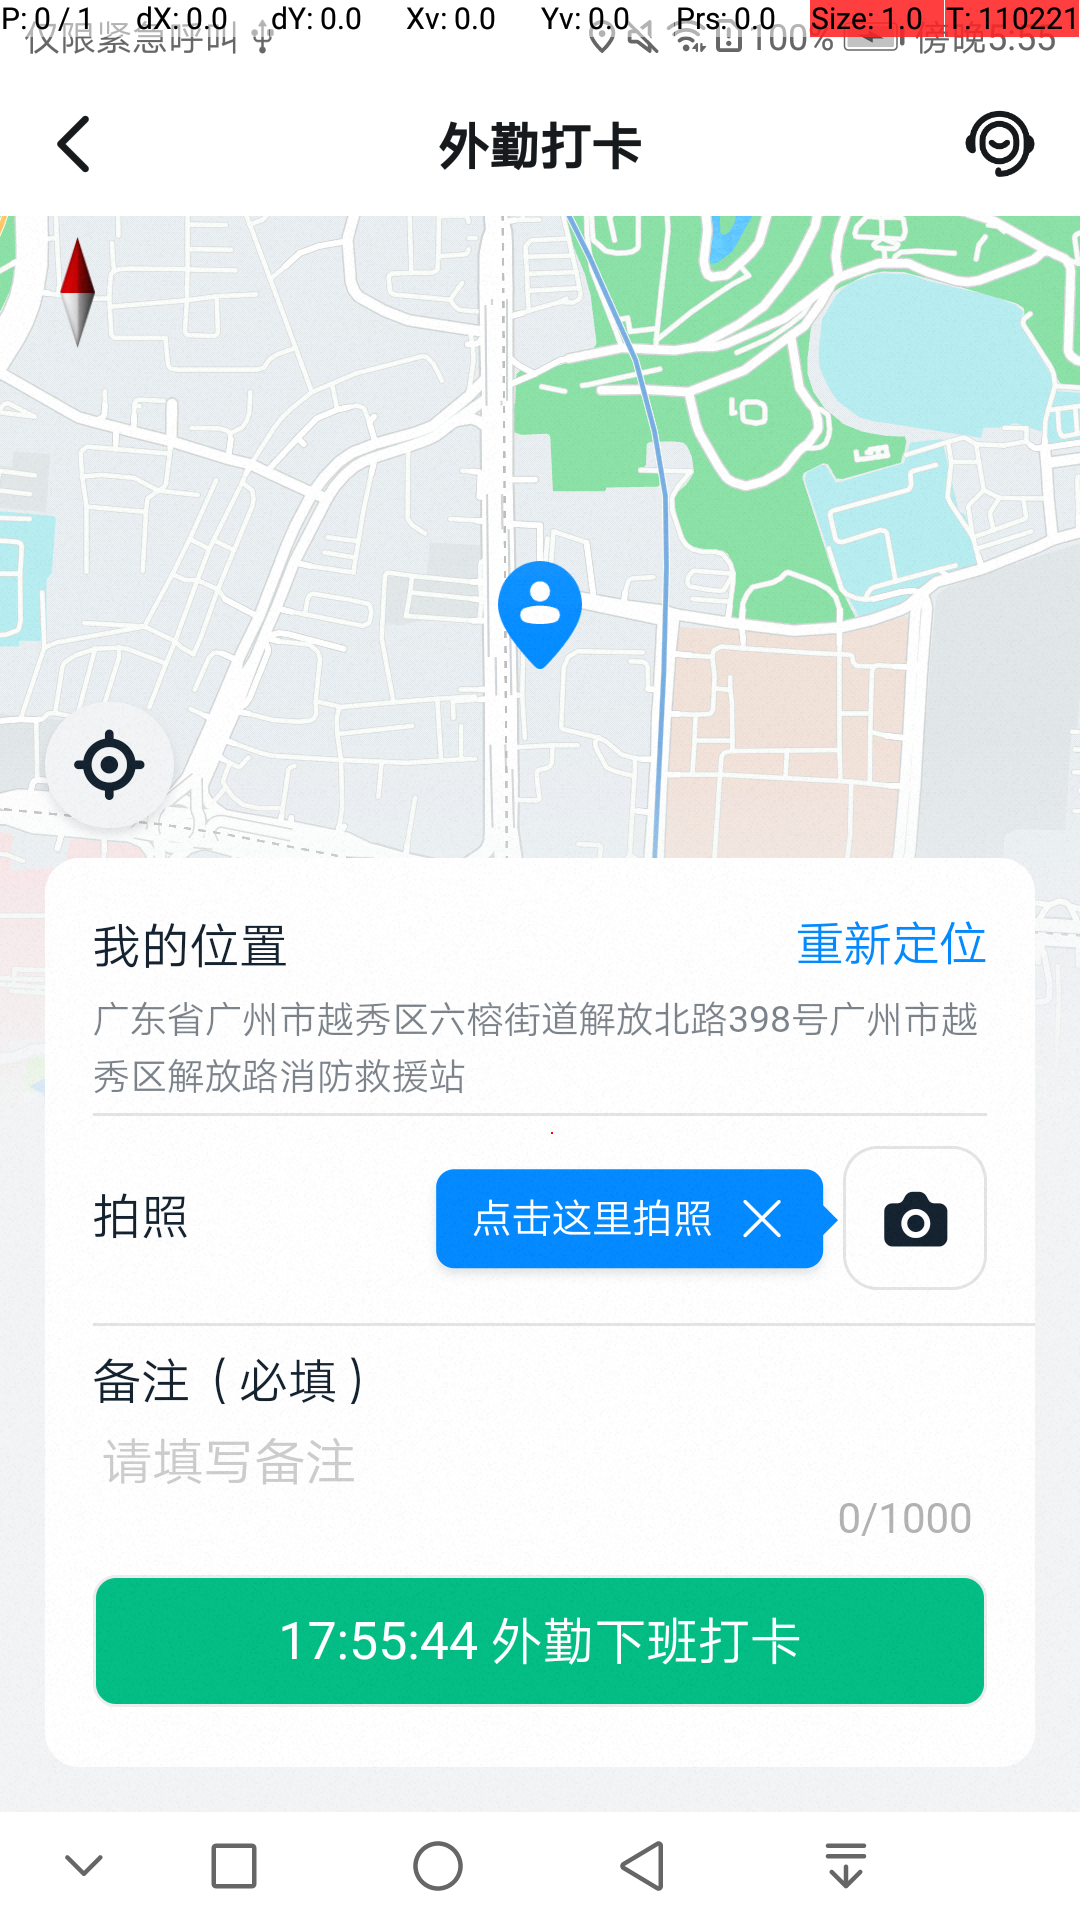 P: 0 / 1 dX: 0.0 dY: 0.0 Xv: 0.0 Yv: 0.0 Prs: 0.0 Size: 1.0 T: 110221
仅限紧急呼叫 100% 傍晚5:55
外勤打卡
我的位置 重新定位
广东省广州市越秀区六榕街道解放北路398号广州市越
秀区解放路消防救援站
拍照 点击这里拍照
备注（必填）
请填写备注
0/1000
17:55:44 外勤下班打卡